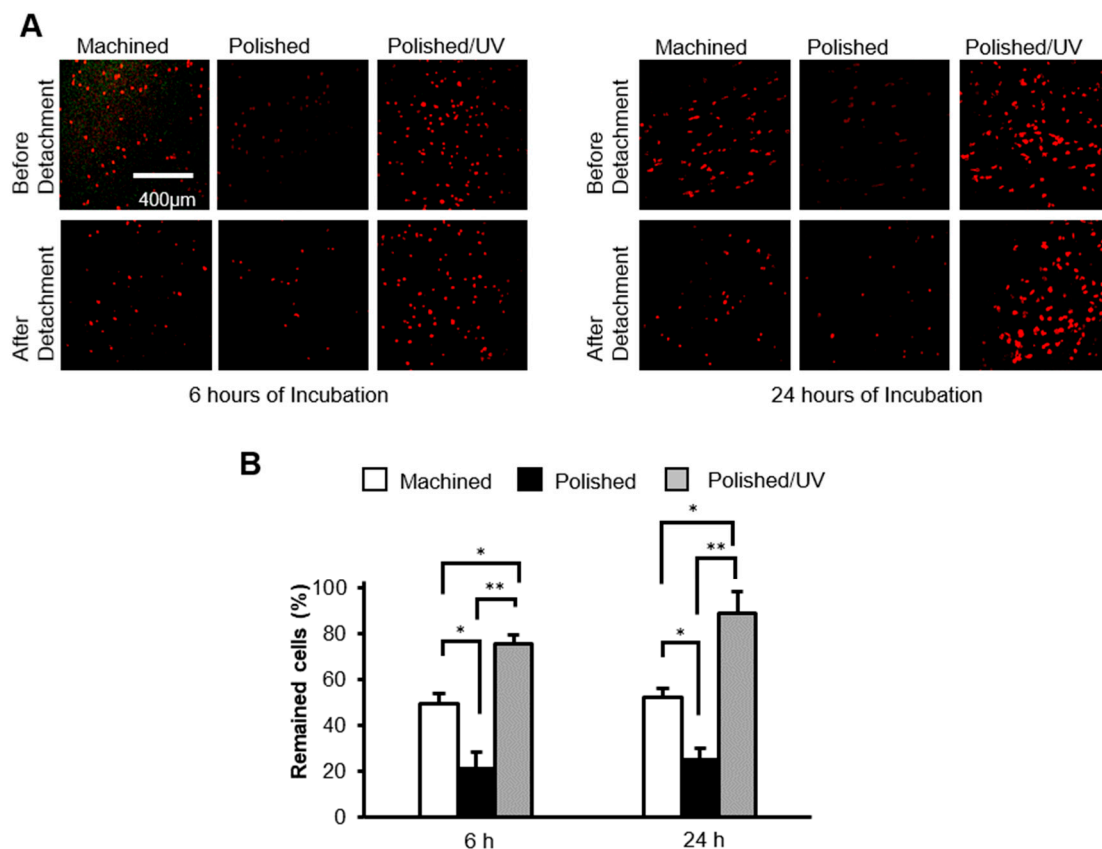 A
Machined Polished Polished/UV
Machined Polished Polished/UV
Before
Detachment
400µm
Before
Detachment
After
Detachment
After
Detachment
6 hours of Incubation
24 hours of Incubation
B
Machined Polished Polished/UV
* **
*
* **
*
Remained cells (%)
100
80
60
40
20
0
6 h 24 h